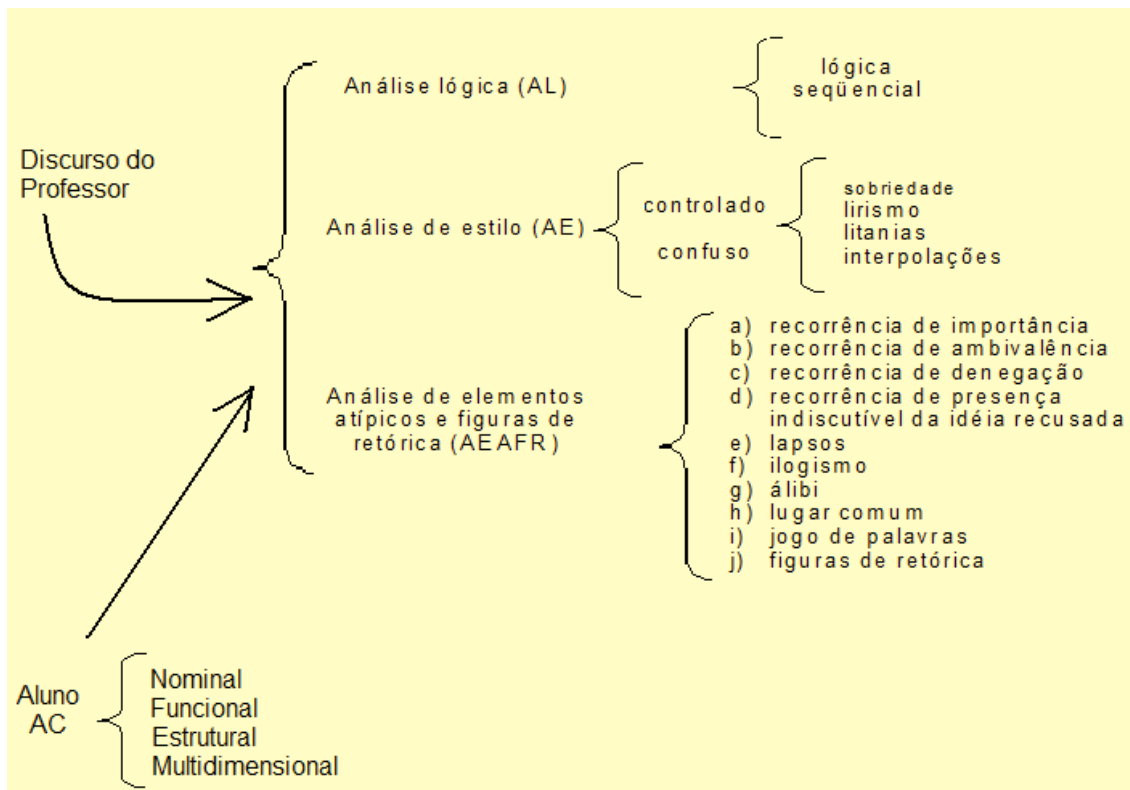 Análise lógica (AL)
lógica
seqüencial
Discurso do
Professor
Análise de estilo (AE)
controlado
confuso
sobriedade
lirismo
litanias
interpolações
Análise de elementos
atípicos e figuras de
retórica (AEAFR)
a) recorrência de importância
b) recorrência de ambivalência
c) recorrência de denegação
d) recorrência de presença
indiscutível da idéia recusada
e) lapsos
f) ilogismo
g) álibi
h) lugar comum
i) jogo de palavras
j) figuras de retórica
Aluno
AC
Nominal
Funcional
Estrutural
Multidimensional